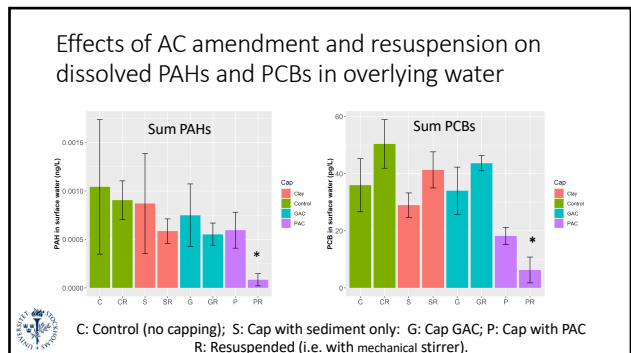 Effects of AC amendment and resuspension on
dissolved PAHs and PCBs in overlying water
Sum PAHs
PAH in surface water (ng/L)
0.0015
0.0010
0.0005
0.0000
*
C CR S SR G GR P PR
Cap
Clay
Control
GAC
PAC
Sum PCBs
PCB in surface water (pg/L)
60
40
20
0
*
C CR S SR G GR P PR
Cap
Clay
Control
GAC
PAC
C: Control (no capping); S: Cap with sediment only: G: Cap GAC; P: Cap with PAC
R: Resuspended (i.e. with mechanical stirrer).
STOCKHOLMS
UNIVERSITET